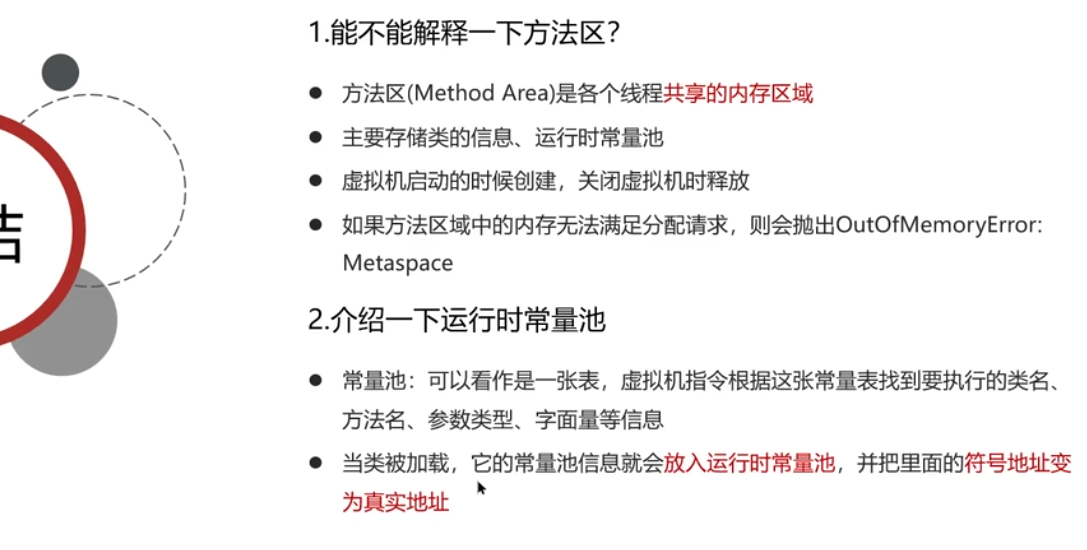 1.能不能解释一下方法区？
● 方法区(Method Area)是各个线程共享的内存区域
● 主要存储类的信息、运行时常量池
● 虚拟机启动的时候创建，关闭虚拟机时释放
● 如果方法区域中的内存无法满足分配请求，则会抛出OutOfMemoryError:
Metaspace
结
2.介绍一下运行时常量池
● 常量池：可以看作是一张表，虚拟机指令根据这张常量表找到要执行的类名、
方法名、参数类型、字面量等信息
● 当类被加载，它的常量池信息就会放入运行时常量池，并把里面的符号地址变
为真实地址